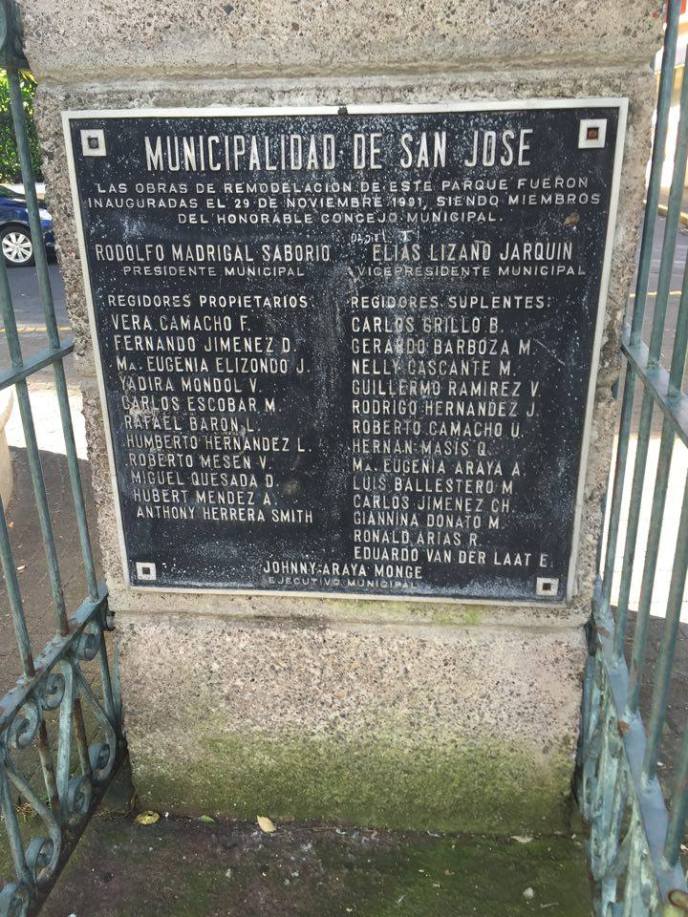 MUNICIPALIDAD DE SAN JOSE
LAS OBRAS DE REMODELACION DE ESTE PARQUE FUERON
INAUGURADAS EL 29 DE NOVIEMBRE 1991, SIENDO MIEMBROS
DEL HONORABLE CONCEJO MUNICIPAL.
RODOLFO MADRIGAL SABORIO
PRESIDENTE MUNICIPAL
ELIAS LIZANO JARQUIN
VICEPRESIDENTE MUNICIPAL
REGIDORES PROPIETARIOS:
VERA CAMACHO F.
FERNANDO JIMENEZ D.
Ma. EUGENIA ELIZONDO J.
YADIRA MONDOL V.
CARLOS ESCOBAR M.
RAFAEL BARON L.
HUMBERTO HERNANDEZ L.
ROBERTO MESEN V.
MIGUEL QUESADA D.
HUBERT MENDEZ A.
ANTHONY HERRERA SMITH
REGIDORES SUPLENTES:
CARLOS GRILLO B.
GERARDO BARBOZA M.
NELLY CASCANTE M.
GUILLERMO RAMIREZ V.
RODRIGO HERNANDEZ J.
ROBERTO CAMACHO U.
HERNAN MASIS Q.
Ma. EUGENIA ARAYA A.
LUIS BALLESTERO M.
CARLOS JIMENEZ CH.
GIANNINA DONATO M.
RONALD ARIAS R.
EDUARDO VAN DER LAAT E.
JOHNNY ARAYA MONGE
EJECUTIVO MUNICIPAL